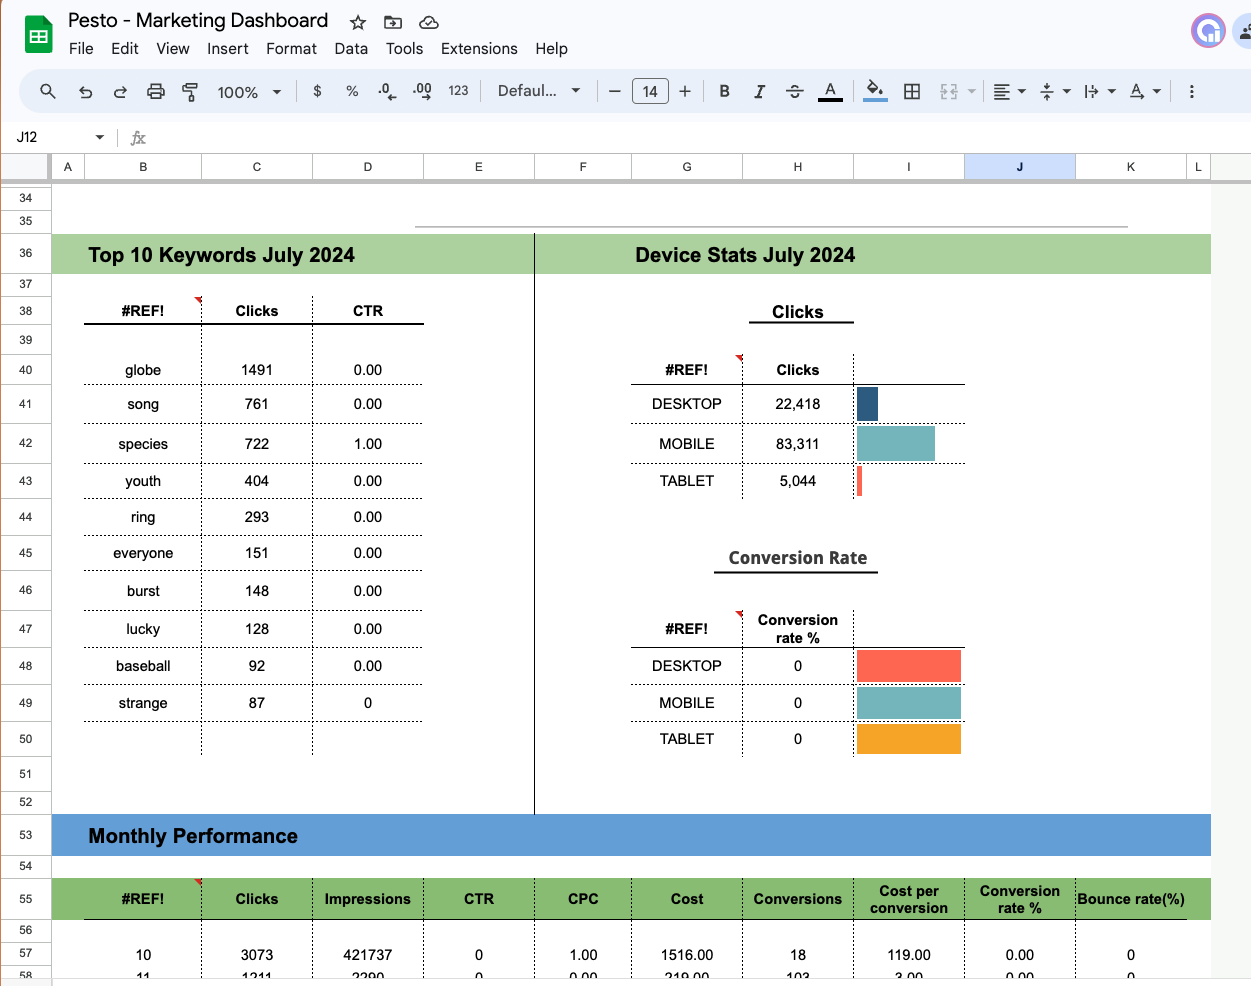 Pesto - Marketing Dashboard
File Edit View Insert Format Data Tools Extensions Help
100% $ % .0 .00 123 Defaul... 14 B I S A
J12 fx
A B C D E F G H I J K L
34
35
36 Top 10 Keywords July 2024 Device Stats July 2024
37
38 #REF! Clicks CTR Clicks
39
40 globe 1491 0.00 #REF! Clicks
41 song 761 0.00 DESKTOP 22,418
42 species 722 1.00 MOBILE 83,311
43 youth 404 0.00 TABLET 5,044
44 ring 293 0.00
45 everyone 151 0.00 Conversion Rate
46 burst 148 0.00
47 lucky 128 0.00 #REF! Conversion rate %
48 baseball 92 0.00 DESKTOP 0
49 strange 87 0 MOBILE 0
50 TABLET 0
51
52
53 Monthly Performance
54
55 #REF! Clicks Impressions CTR CPC Cost Conversions Cost per conversion Conversion rate % Bounce rate(%)
56
57 10 3073 421737 0 1.00 1516.00 18 119.00 0.00 0
58 11 1211 2290 0 0.00 219.00 103 3.00 0.00 0